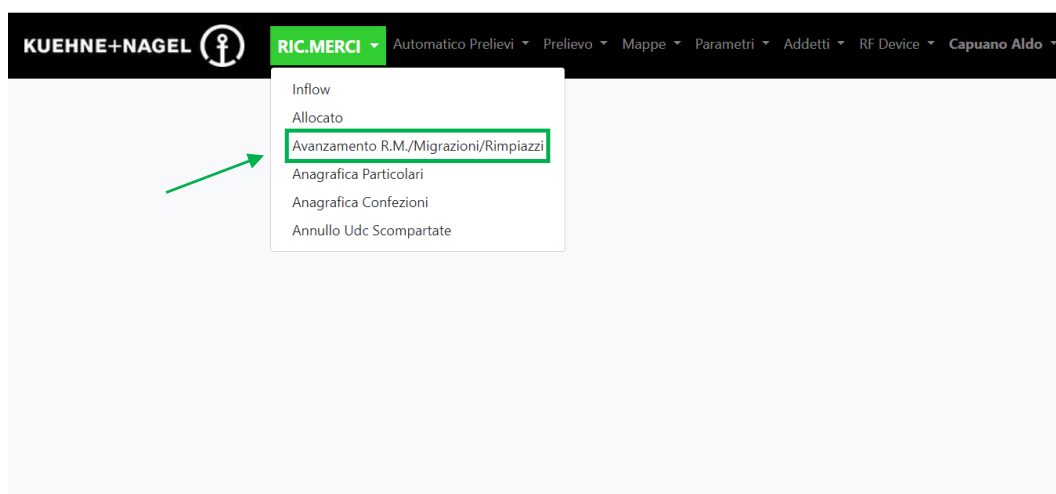 KUEHNE+NAGEL RIC.MERCI Automatico Prelievi Prelievo Mappe Parametri Addetti RF Device Capuano Aldo
Inflow
Allocato
Avanzamento R.M./Migrazioni/Rimpiazzi
Anagrafica Particolari
Anagrafica Confezioni
Annullo Udc Scompartate